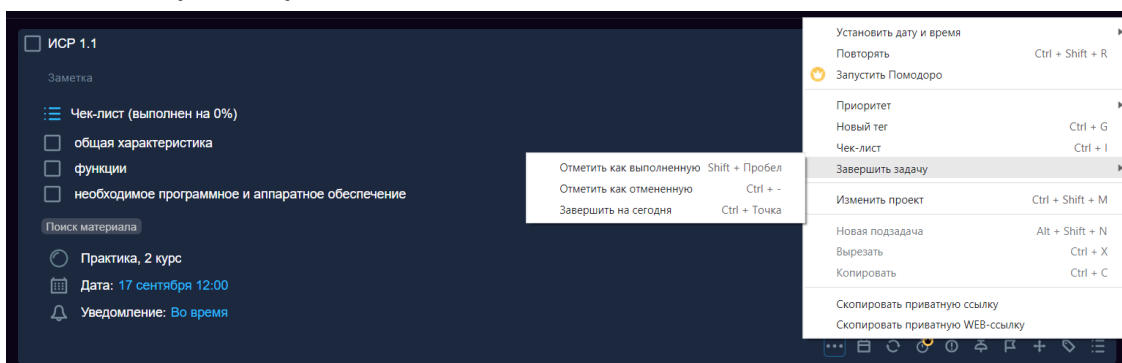 ИСР 1.1
Заметка
Чек-лист (выполнен на 0%)
общая характеристика
функции
необходимое программное и аппаратное обеспечение
Поиск материала
Практика, 2 курс
Дата: 17 сентября 12:00
Уведомление: Во время
Отметить как выполненную Shift + Пробел
Отметить как отмененную Ctrl + -
Завершить на сегодня Ctrl + Точка
Установить дату и время
Повторять Ctrl + Shift + R
Запустить Помодоро
Приоритет
Новый тег Ctrl + G
Чек-лист Ctrl + I
Завершить задачу
Изменить проект Ctrl + Shift + M
Новая подзадача Alt + Shift + N
Вырезать Ctrl + X
Копировать Ctrl + C
Скопировать приватную ссылку
Скопировать приватную WEB-ссылку